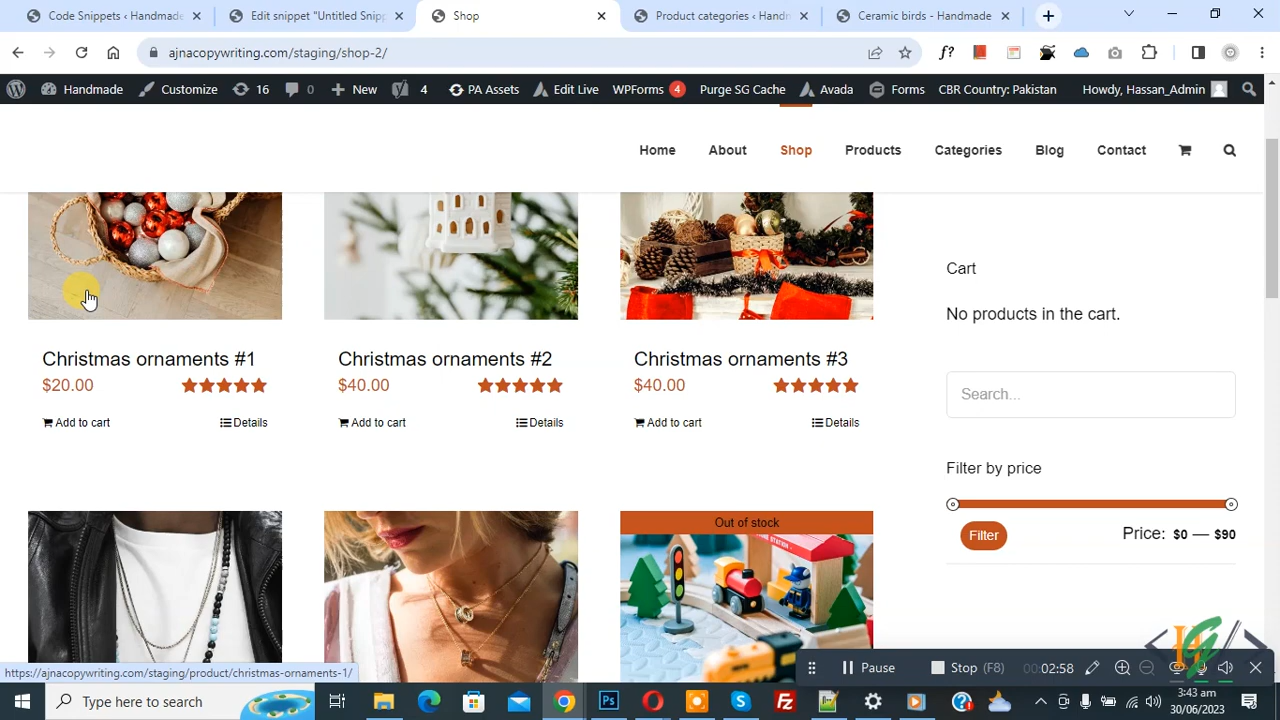 Code Snippets ‹ Handmade
Edit snippet "Untitled Snipp
Shop
Product categories ‹ Handm
Ceramic birds - Handmade
ajnacopywriting.com/staging/shop-2/
Handmade
Customize
16
0
New
4
PA Assets
Edit Live
WPForms 4
Purge SG Cache
Avada
Forms
CBR Country: Pakistan
Howdy, Hassan_Admin
Home
About
Shop
Products
Categories
Blog
Contact
Christmas ornaments #1
$20.00
Add to cart
Details
Christmas ornaments #2
$40.00
Add to cart
Details
Christmas ornaments #3
$40.00
Add to cart
Details
Cart
No products in the cart.
Search...
Filter by price
Filter
Price: $0 — $90
Out of stock
STATION
https://ajnacopywriting.com/staging/product/christmas-ornaments-1/
Pause
Stop (F8)
00:02:58
Type here to search
3:43 am
30/06/2023